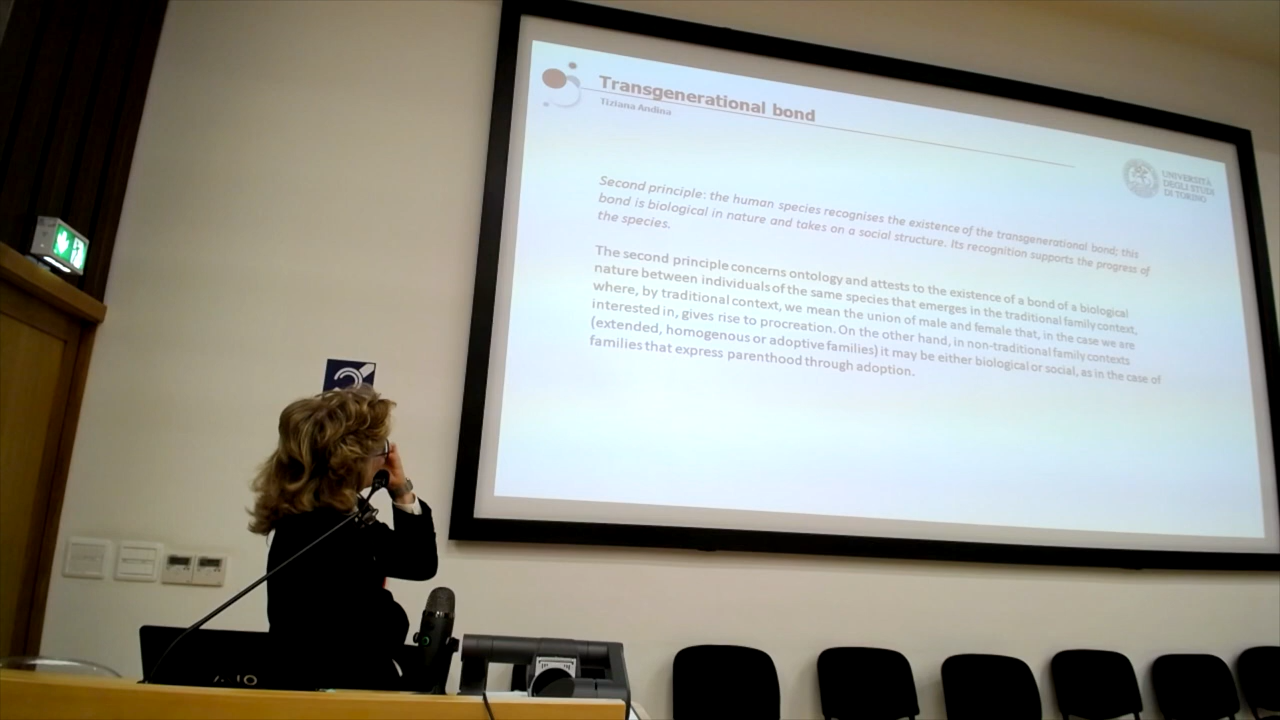 Transgenerational bond
Tiziana Andina
UNIVERSITÀ
DEGLI STUDI
DI TORINO
Second principle: the human species recognises the existence of the transgenerational bond; this
bond is biological in nature and takes on a social structure. Its recognition supports the progress of
the species.
The second principle concerns ontology and attests to the existence of a bond of a biological
nature between individuals of the same species that emerges in the traditional family context,
where, by traditional context, we mean the union of male and female that, in the case we are
interested in, gives rise to procreation. On the other hand, in non-traditional family contexts
(extended, homogenous or adoptive families) it may be either biological or social, as in the case of
families that express parenthood through adoption.